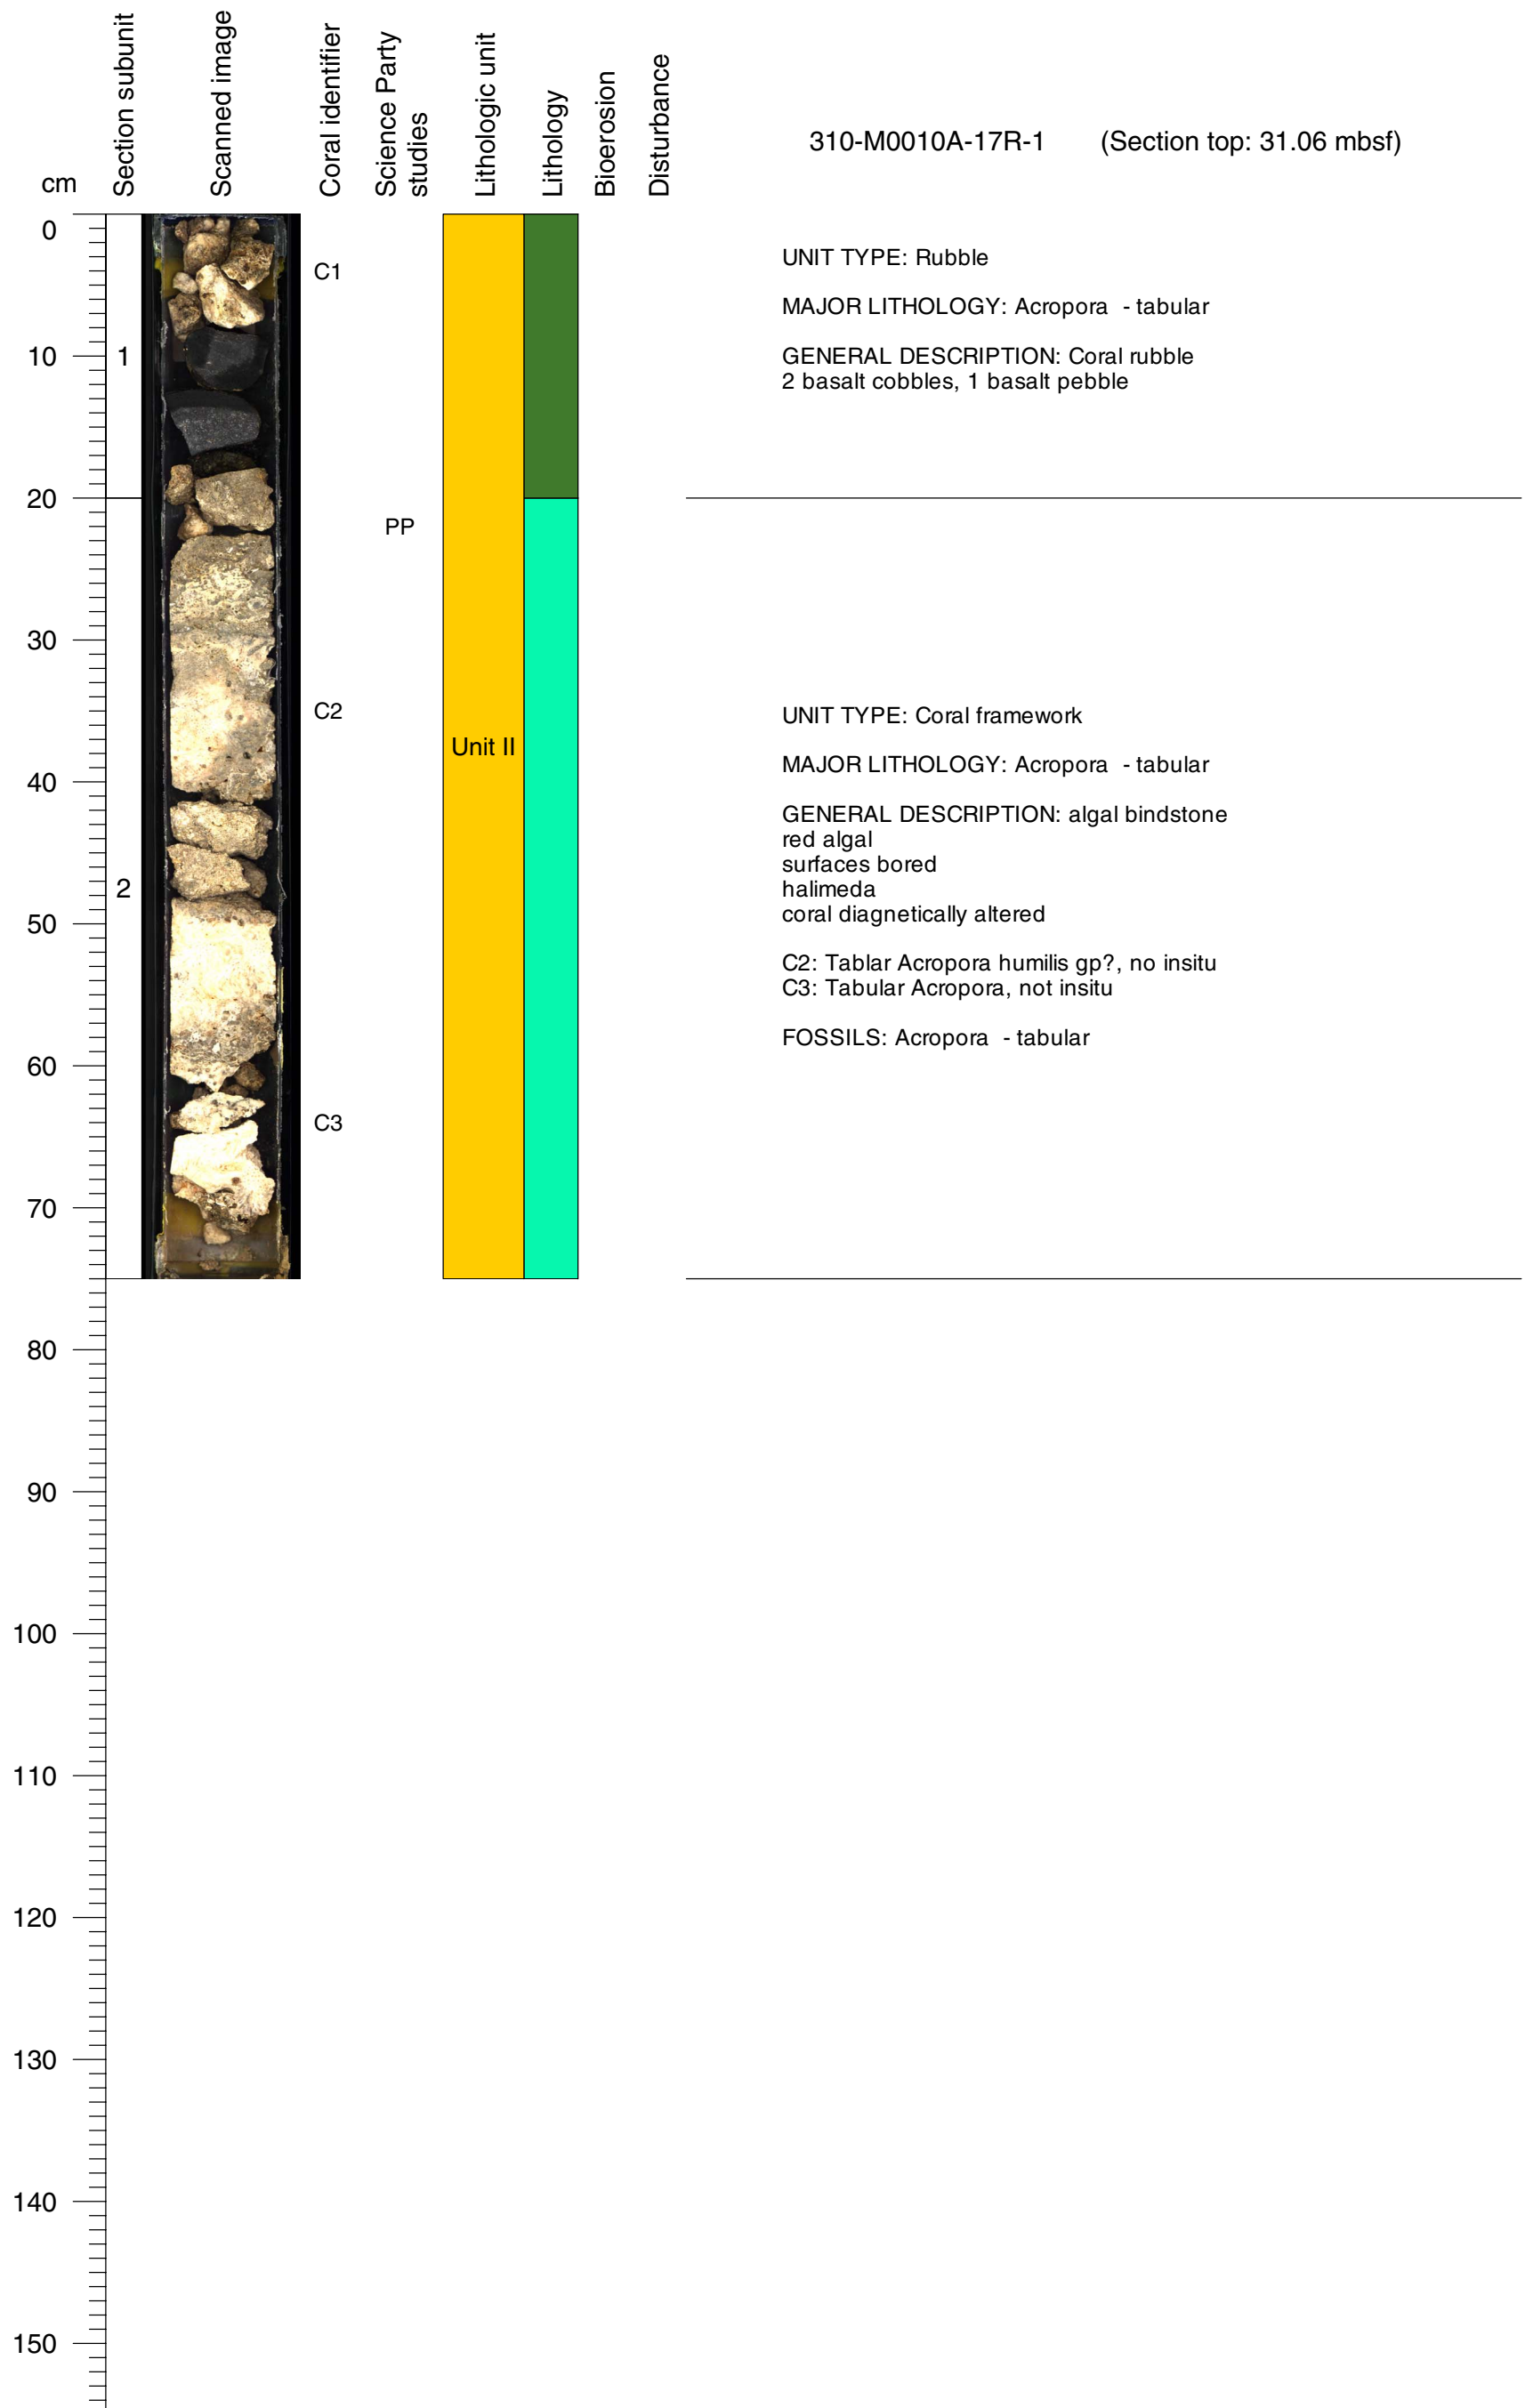 Section subunit
Scanned image
Coral identifier
Science Party
studies
Lithologic unit
Lithology
Bioerosion
Disturbance
cm
310-M0010A-17R-1 (Section top: 31.06 mbsf)
0
C1
UNIT TYPE: Rubble
MAJOR LITHOLOGY: Acropora - tabular
10
1
GENERAL DESCRIPTION: Coral rubble
2 basalt cobbles, 1 basalt pebble
20
PP
30
C2
Unit II
UNIT TYPE: Coral framework
MAJOR LITHOLOGY: Acropora - tabular
40
GENERAL DESCRIPTION: algal bindstone
red algal
surfaces bored
2
halimeda
coral diagnetically altered
50
C2: Tablar Acropora humilis gp?, no insitu
C3: Tabular Acropora, not insitu
FOSSILS: Acropora - tabular
60
C3
70
80
90
100
110
120
130
140
150